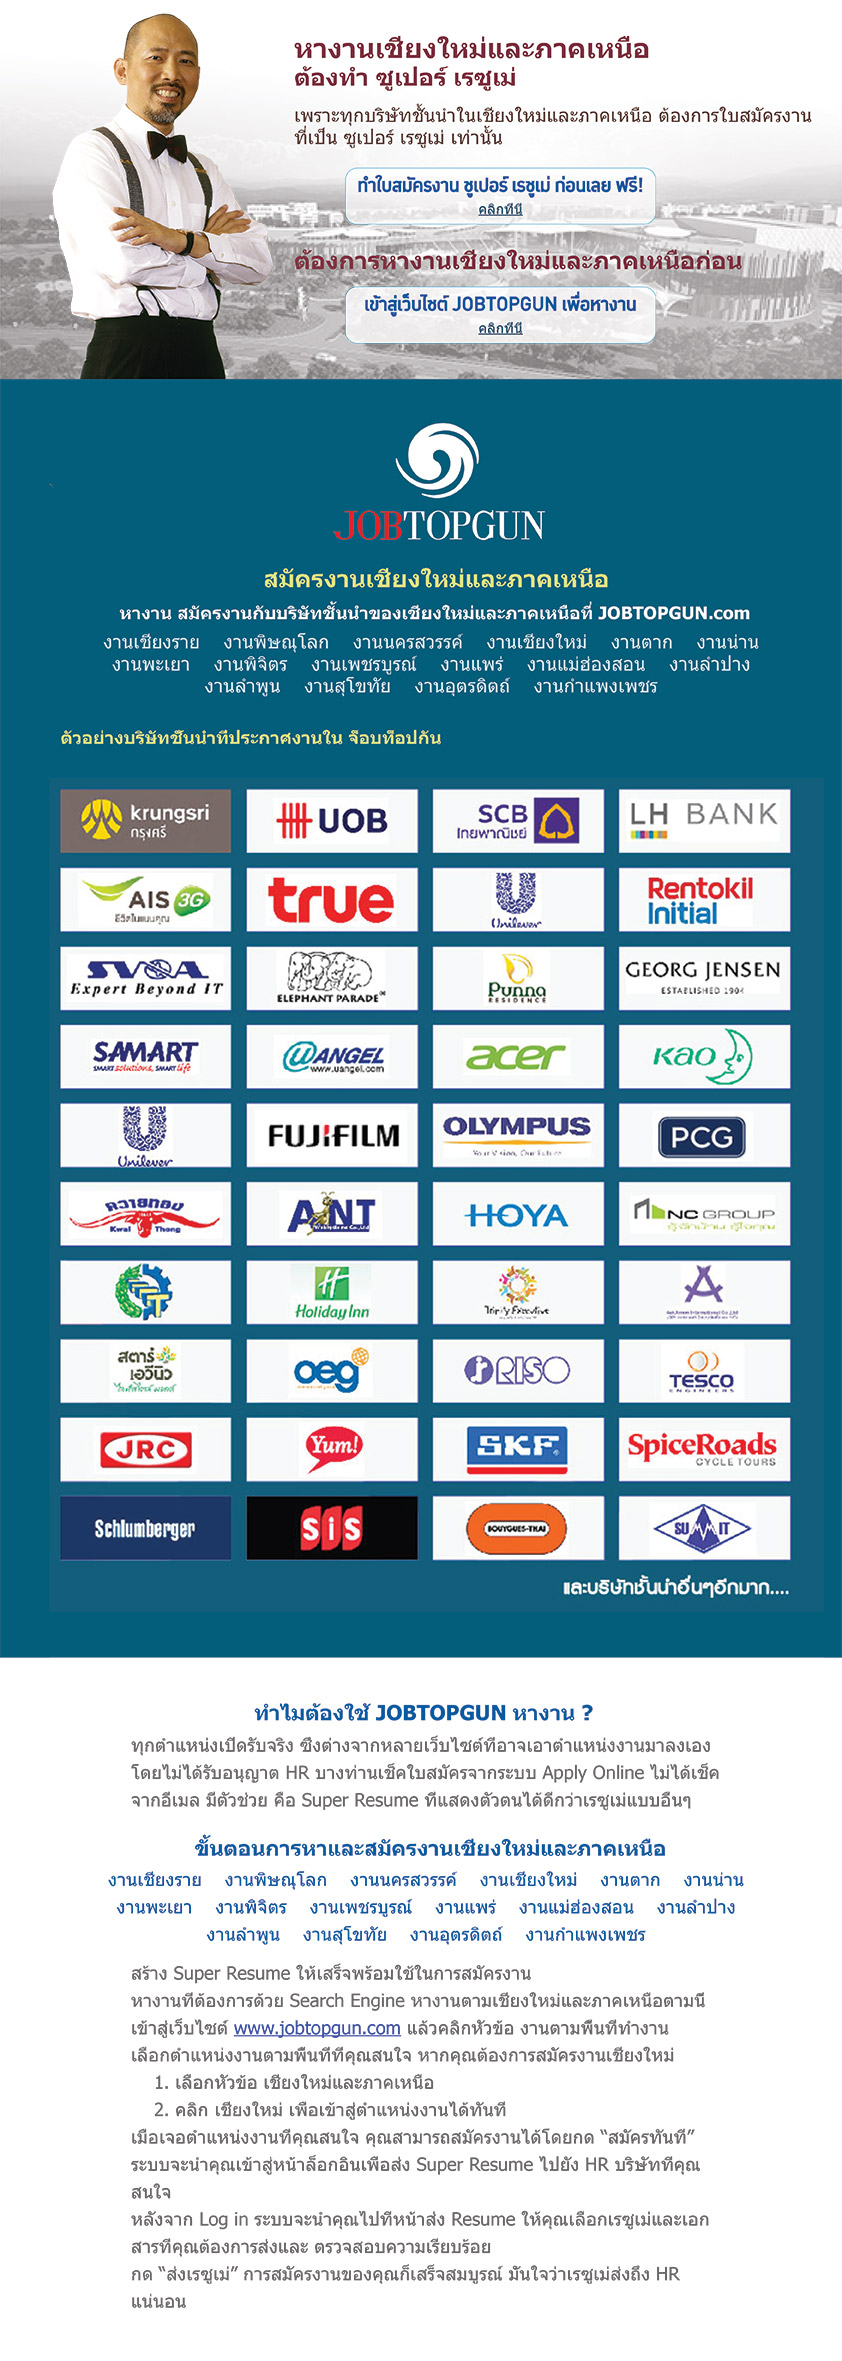 หางานเชียงใหม่และภาคเหนือ
ต้องทำ ซูเปอร์ เรซูเม่
เพราะทุกบริษัทชั้นนำในเชียงใหม่และภาคเหนือ ต้องการใบสมัครงาน
ที่เป็น ซูเปอร์ เรซูเม่ เท่านั้น
ทำใบสมัครงาน ซูเปอร์ เรซูเม่ ก่อนเลย ฟรี!
คลิกที่นี่
ต้องการหางานเชียงใหม่และภาคเหนือก่อน
เข้าสู่เว็บไซต์ JOBTOPGUN เพื่อหางาน
คลิกที่นี่
JOBTOPGUN
สมัครงานเชียงใหม่และภาคเหนือ
หางาน สมัครงานกับบริษัทชั้นนำของเชียงใหม่และภาคเหนือที่ JOBTOPGUN.com
งานเชียงราย งานพิษณุโลก งานนครสวรรค์ งานเชียงใหม่ งานตาก งานน่าน
งานพะเยา งานพิจิตร งานเพชรบูรณ์ งานแพร่ งานแม่ฮ่องสอน งานลำปาง
งานลำพูน งานสุโขทัย งานอุตรดิตถ์ งานกำแพงเพชร
ตัวอย่างบริษัทชั้นนำที่ประกาศงานใน จ๊อบท็อปกัน
krungsri
กรุงศรี
UOB
SCB
ไทยพาณิชย์
LH BANK
AIS 3G
ชีวิตในแบบคุณ
true
Unilever
Rentokil
Initial
SVOA
Expert Beyond IT
ELEPHANT PARADE
Punna
RESIDENCE
GEORG JENSEN
ESTABLISHED 1904
SAMART
SMART solutions, SMART life
@UANGEL
www.uangel.com
acer
Kao
Unilever
FUJIFILM
OLYMPUS
Your Vision, Our Future
PCG
ควายทอง
Kwai Thong
ANT
HOYA
NC GROUP
รู้จักบ้าน รู้ใจคุณ
Holiday Inn
Trinity Executive
สตาร์
เอวีนิว
oeg
RISO
TESCO
ENGINEERS
JRC
Yum!
SKF
SpiceRoads
CYCLE TOURS
Schlumberger
SiS
BOUYGUES-THAI
SUMMIT
และบริษัทชั้นนำอื่นๆอีกมาก....
ทำไมต้องใช้ JOBTOPGUN หางาน ?
ทุกตำแหน่งเปิดรับจริง ซึ่งต่างจากหลายเว็บไซต์ที่อาจเอาตำแหน่งงานมาลงเอง
โดยไม่ได้รับอนุญาต HR บางท่านเช็คใบสมัครจากระบบ Apply Online ไม่ได้เช็ค
จากอีเมล มีตัวช่วย คือ Super Resume ที่แสดงตัวตนได้ดีกว่าเรซูเม่แบบอื่นๆ
ขั้นตอนการหาและสมัครงานเชียงใหม่และภาคเหนือ
งานเชียงราย งานพิษณุโลก งานนครสวรรค์ งานเชียงใหม่ งานตาก งานน่าน
งานพะเยา งานพิจิตร งานเพชรบูรณ์ งานแพร่ งานแม่ฮ่องสอน งานลำปาง
งานลำพูน งานสุโขทัย งานอุตรดิตถ์ งานกำแพงเพชร
สร้าง Super Resume ให้เสร็จพร้อมใช้ในการสมัครงาน
หางานที่ต้องการด้วย Search Engine หางานตามเชียงใหม่และภาคเหนือตามนี้
เข้าสู่เว็บไซต์ www.jobtopgun.com แล้วคลิกหัวข้อ งานตามพื้นที่ทำงาน
เลือกตำแหน่งงานตามพื้นที่ที่คุณสนใจ หากคุณต้องการสมัครงานเชียงใหม่
1. เลือกหัวข้อ เชียงใหม่และภาคเหนือ
2. คลิก เชียงใหม่ เพื่อเข้าสู่ตำแหน่งงานได้ทันที
เมื่อเจอตำแหน่งงานที่คุณสนใจ คุณสามารถสมัครงานได้โดยกด “สมัครทันที”
ระบบจะนำคุณเข้าสู่หน้าล็อกอินเพื่อส่ง Super Resume ไปยัง HR บริษัทที่คุณ
สนใจ
หลังจาก Log in ระบบจะนำคุณไปที่หน้าส่ง Resume ให้คุณเลือกเรซูเม่และเอก
สารที่คุณต้องการส่งและ ตรวจสอบความเรียบร้อย
กด “ส่งเรซูเม่” การสมัครงานของคุณก็เสร็จสมบูรณ์ มั่นใจว่าเรซูเม่ส่งถึง HR
แน่นอน